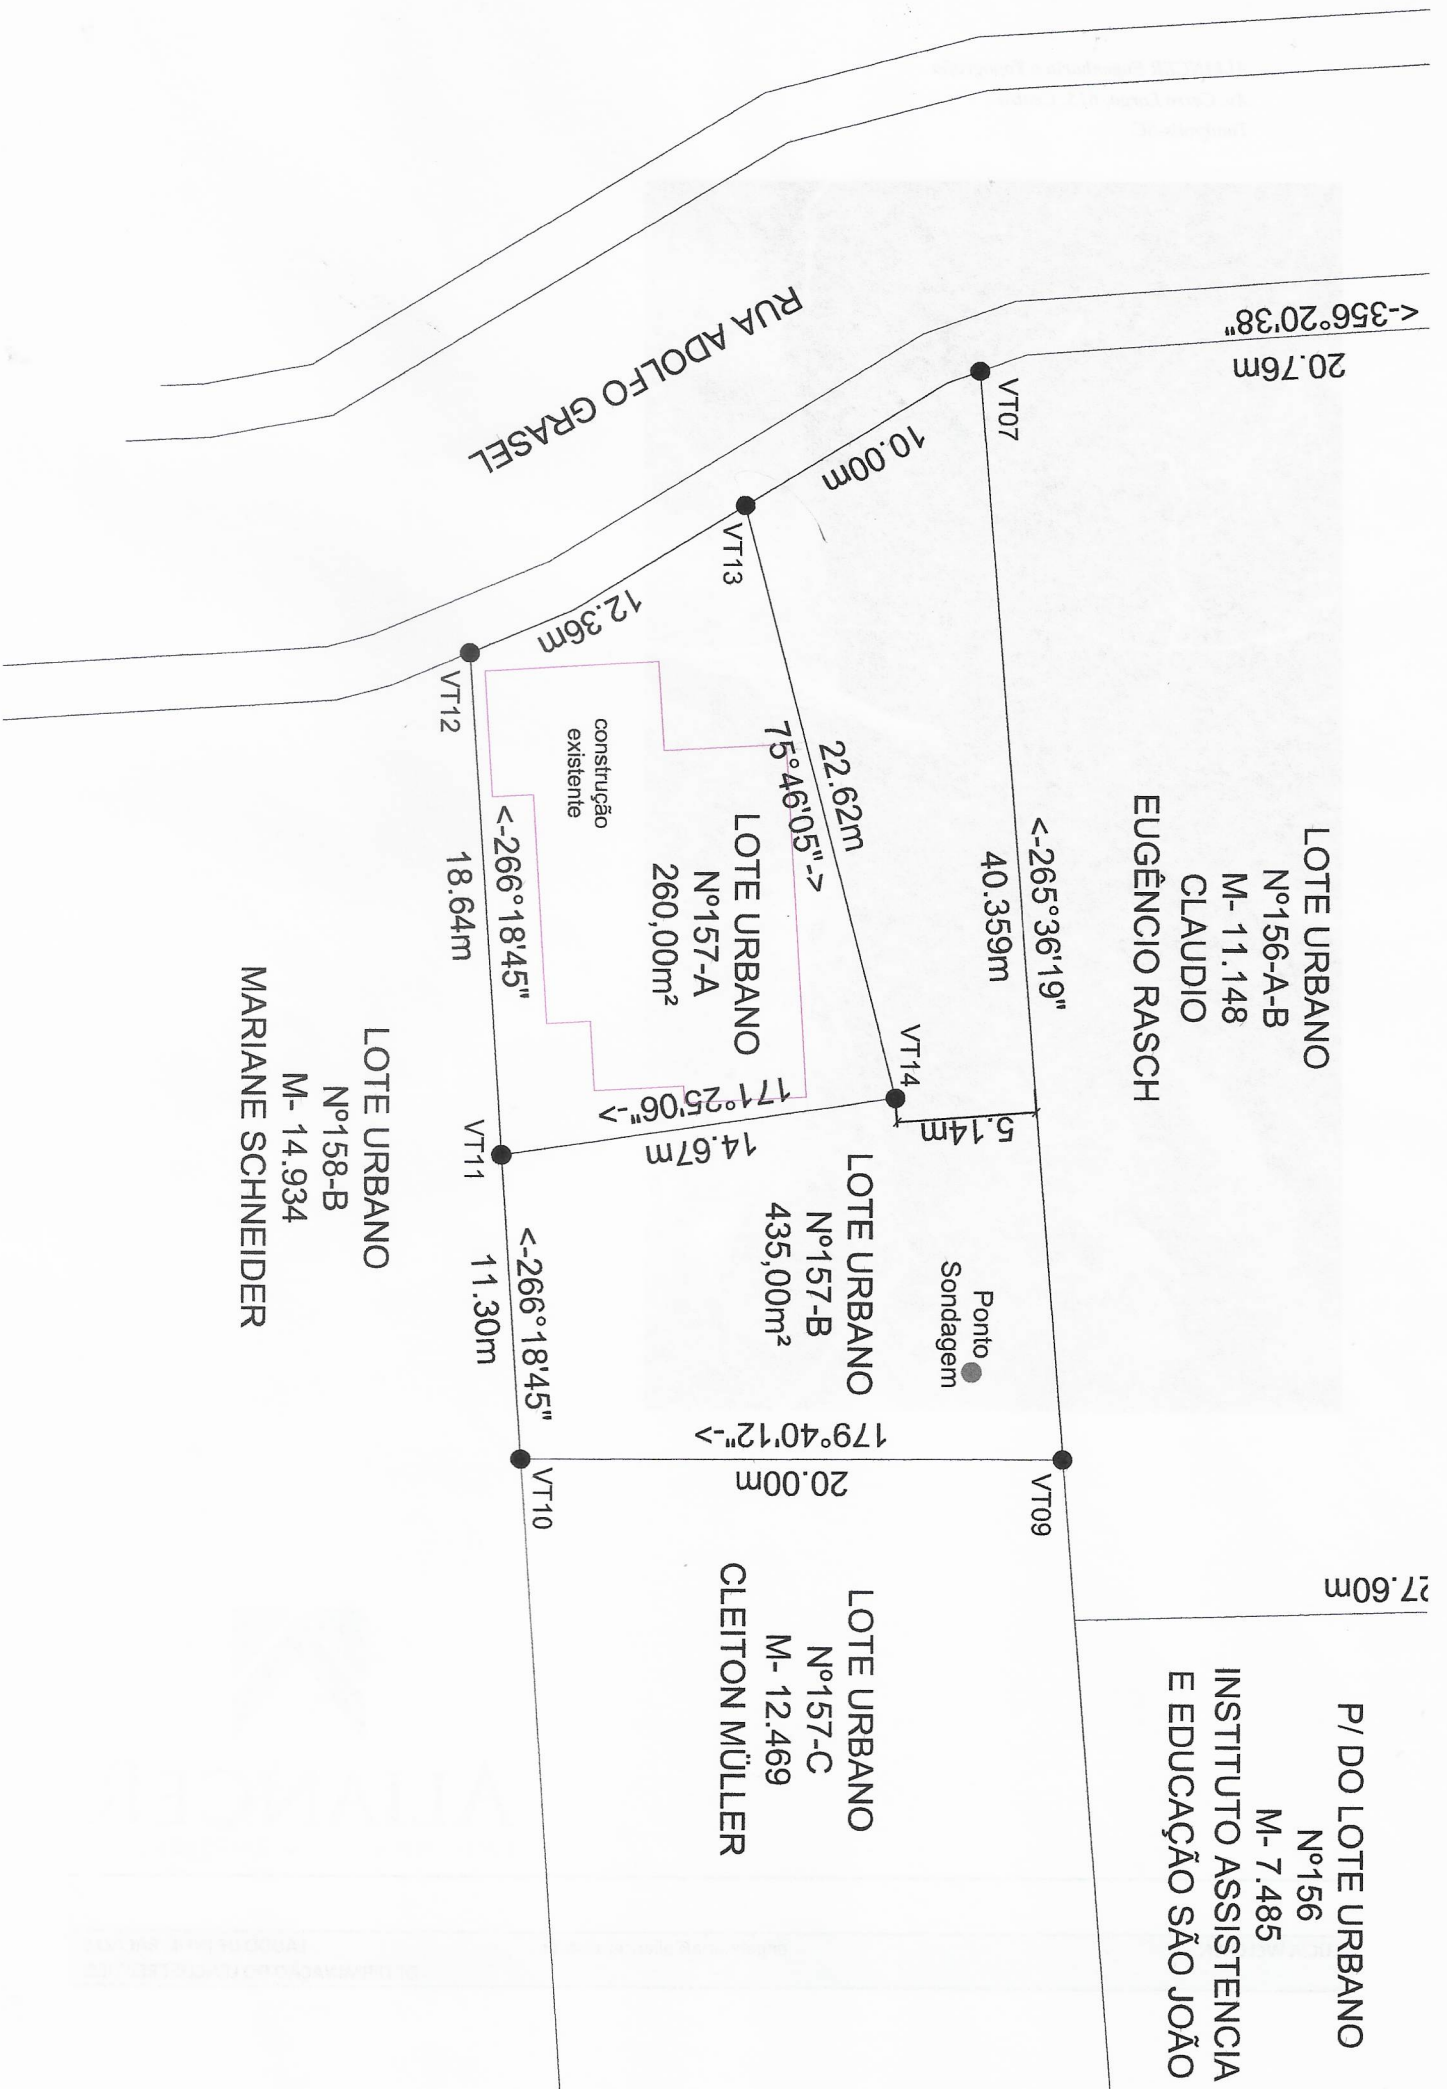 P/ DO LOTE URBANO
Nº156
M- 7.485
INSTITUTO ASSISTENCIA
E EDUCAÇÃO SÃO JOÃO
27.60m
LOTE URBANO
Nº156-A-B
M- 11.148
CLAUDIO
EUGÊNCIO RASCH
<-356°20'38"
20.76m
VT07
<-265°36'19"
40.359m
VT09
10.00m
RUA ADOLFO GRASEL
VT13
22.62m
75°46'05"->
VT14
5.14m
Ponto
Sondagem
LOTE URBANO
Nº157-B
435,00m²
179°40'12"->
20.00m
LOTE URBANO
Nº157-C
M- 12.469
CLEITON MÜLLER
LOTE URBANO
Nº157-A
260,00m²
171°25'06"->
14.67m
construção
existente
12.36m
VT12
<-266°18'45"
18.64m
VT11
<-266°18'45"
11.30m
VT10
LOTE URBANO
Nº158-B
M- 14.934
MARIANE SCHNEIDER